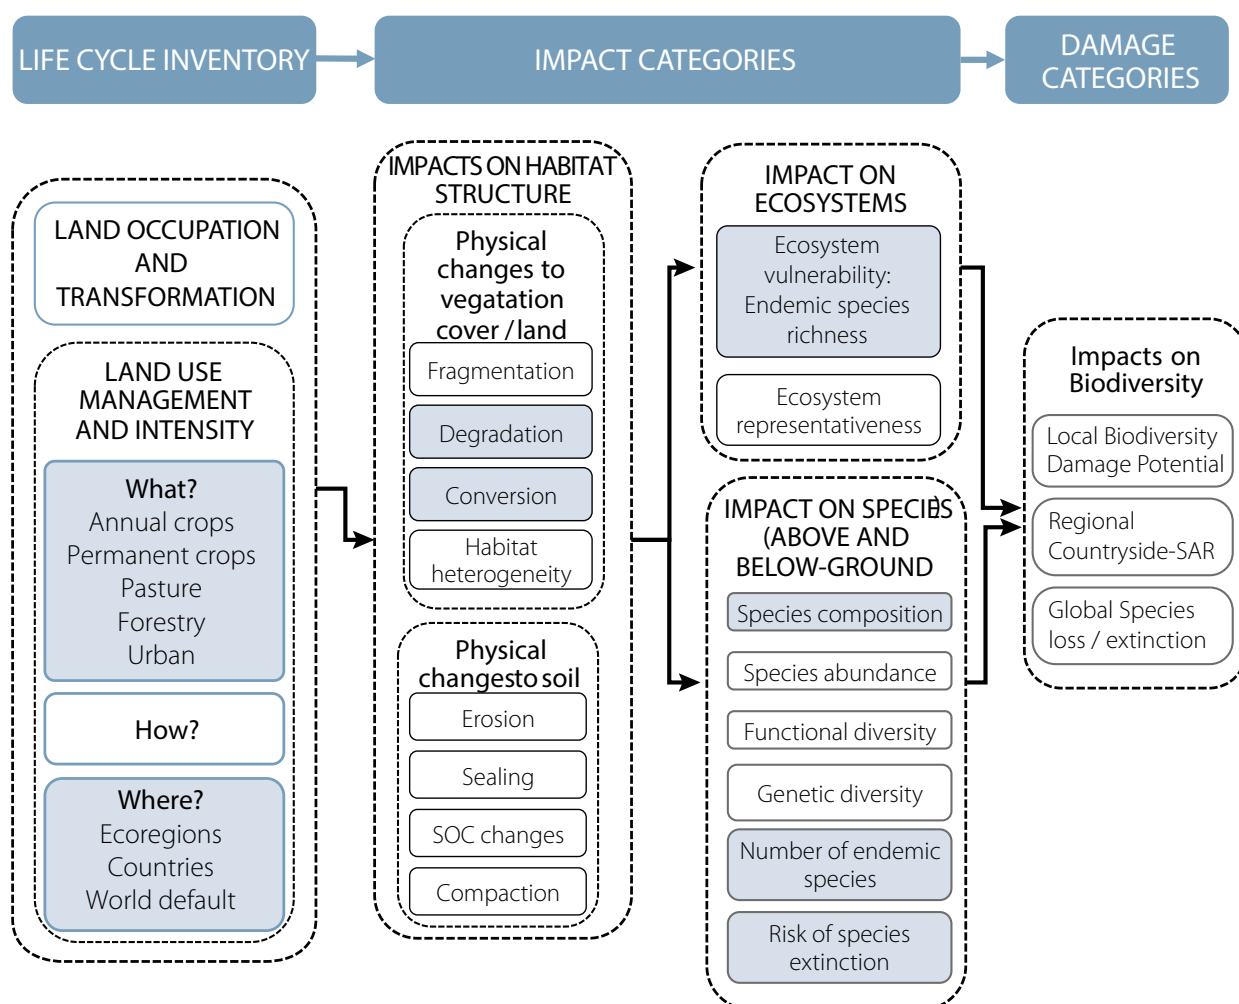 LIFE CYCLE INVENTORY
IMPACT CATEGORIES
DAMAGE
CATEGORIES
LAND OCCUPATION
AND
TRANSFORMATION
LAND USE
MANAGEMENT
AND INTENSITY
What?
Annual crops
Permanent crops
Pasture
Forestry
Urban
How?
Where?
Ecoregions
Countries
World default
IMPACTS ON HABITAT
STRUCTURE
Physical
changes to
vegatation
cover / land
Fragmentation
Degradation
Conversion
Habitat
heterogeneity
Physical
changesto soil
Erosion
Sealing
SOC changes
Compaction
IMPACT ON
ECOSYSTEMS
Ecosystem
vulnerability:
Endemic species
richness
Ecosystem
representativeness
IMPACT ON SPECIES)
(ABOVE AND
BELOW-GROUND
Species composition
Species abundance
Functional diversity
Genetic diversity
Number of endemic
species
Risk of species
extinction
Impacts on
Biodiversity
Local Biodiversity
Damage Potential
Regional
Countryside-SAR
Global Species
loss / extinction